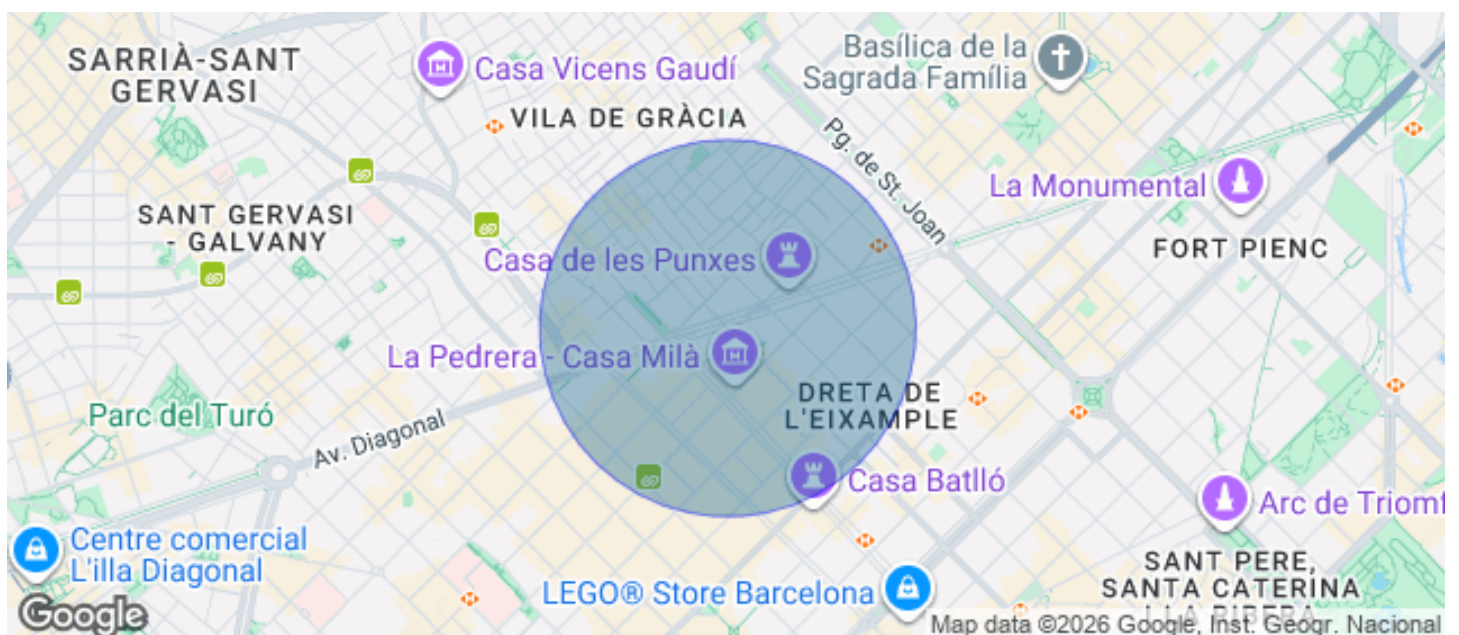 SARRIÀ-SANT
GERVASI
Casa Vicens Gaudí
Basílica de la
Sagrada Família
VILA DE GRÀCIA
Pg. de St. Joan
La Monumental
SANT GERVASI
- GALVANY
FORT PIENC
Casa de les Punxes
La Pedrera - Casa Milà
DRETA DE
L'EIXAMPLE
Parc del Turó
Av. Diagonal
Casa Batlló
Arc de Triomf
Centre comercial
L'illa Diagonal
SANT PERE,
SANTA CATERINA
I LA RIBERA
LEGO® Store Barcelona
Google
Map data ©2026 Google, Inst. Geogr. Nacional